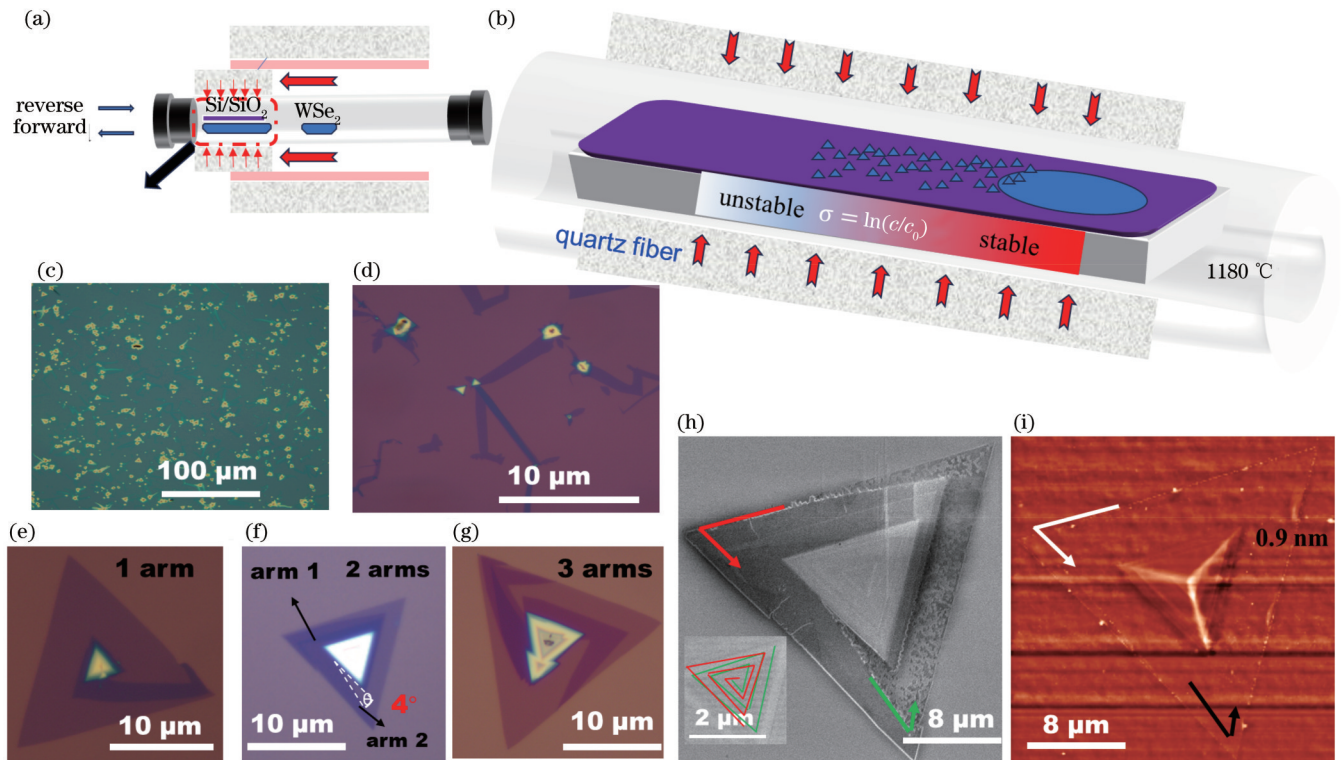 (a)
Si/SiO₂
WSe₂
reverse
forward
(b)
unstable
σ = ln(c/c₀)
stable
quartz fiber
1180 ℃
(c)
100 μm
(d)
10 μm
(e)
1 arm
10 μm
(f)
arm 1
2 arms
θ
4°
arm 2
10 μm
(g)
3 arms
10 μm
(h)
2 μm
8 μm
(i)
0.9 nm
8 μm